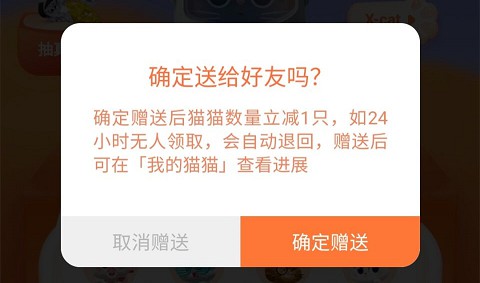 X-cat
抽
确定送给好友吗?
确定赠送后猫猫数量立减1只，如24
小时无人领取，会自动退回，赠送后
可在「我的猫猫」查看进展
取消赠送
确定赠送